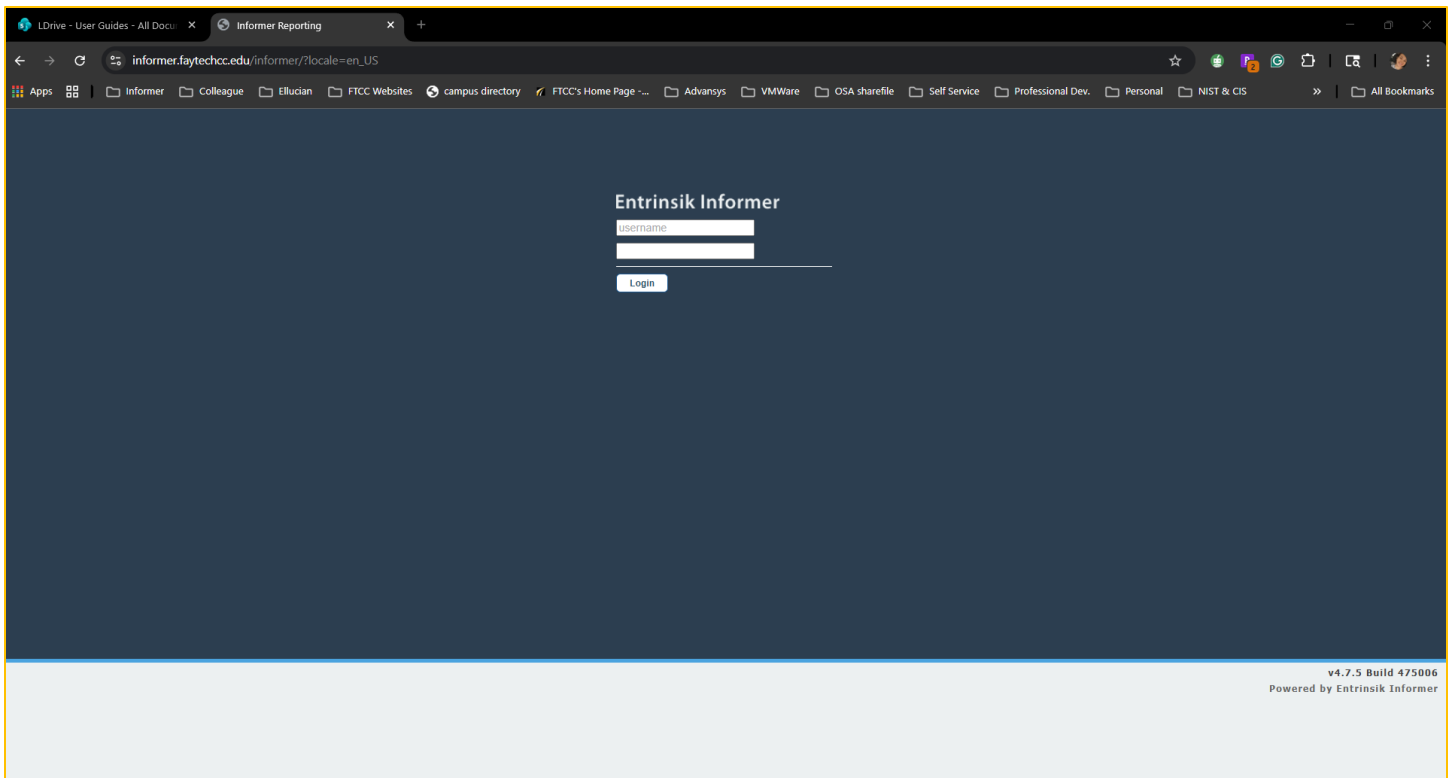 LDrive - User Guides - All Docu
Informer Reporting
informer.faytechcc.edu/informer/?locale=en_US
2
Apps
Informer
Colleague
Ellucian
FTCC Websites
campus directory
FTCC's Home Page -...
Advansys
VMWare
OSA sharefile
Self Service
Professional Dev.
Personal
NIST & CIS
»
All Bookmarks
Entrinsik Informer
username
Login
v4.7.5 Build 475006
Powered by Entrinsik Informer